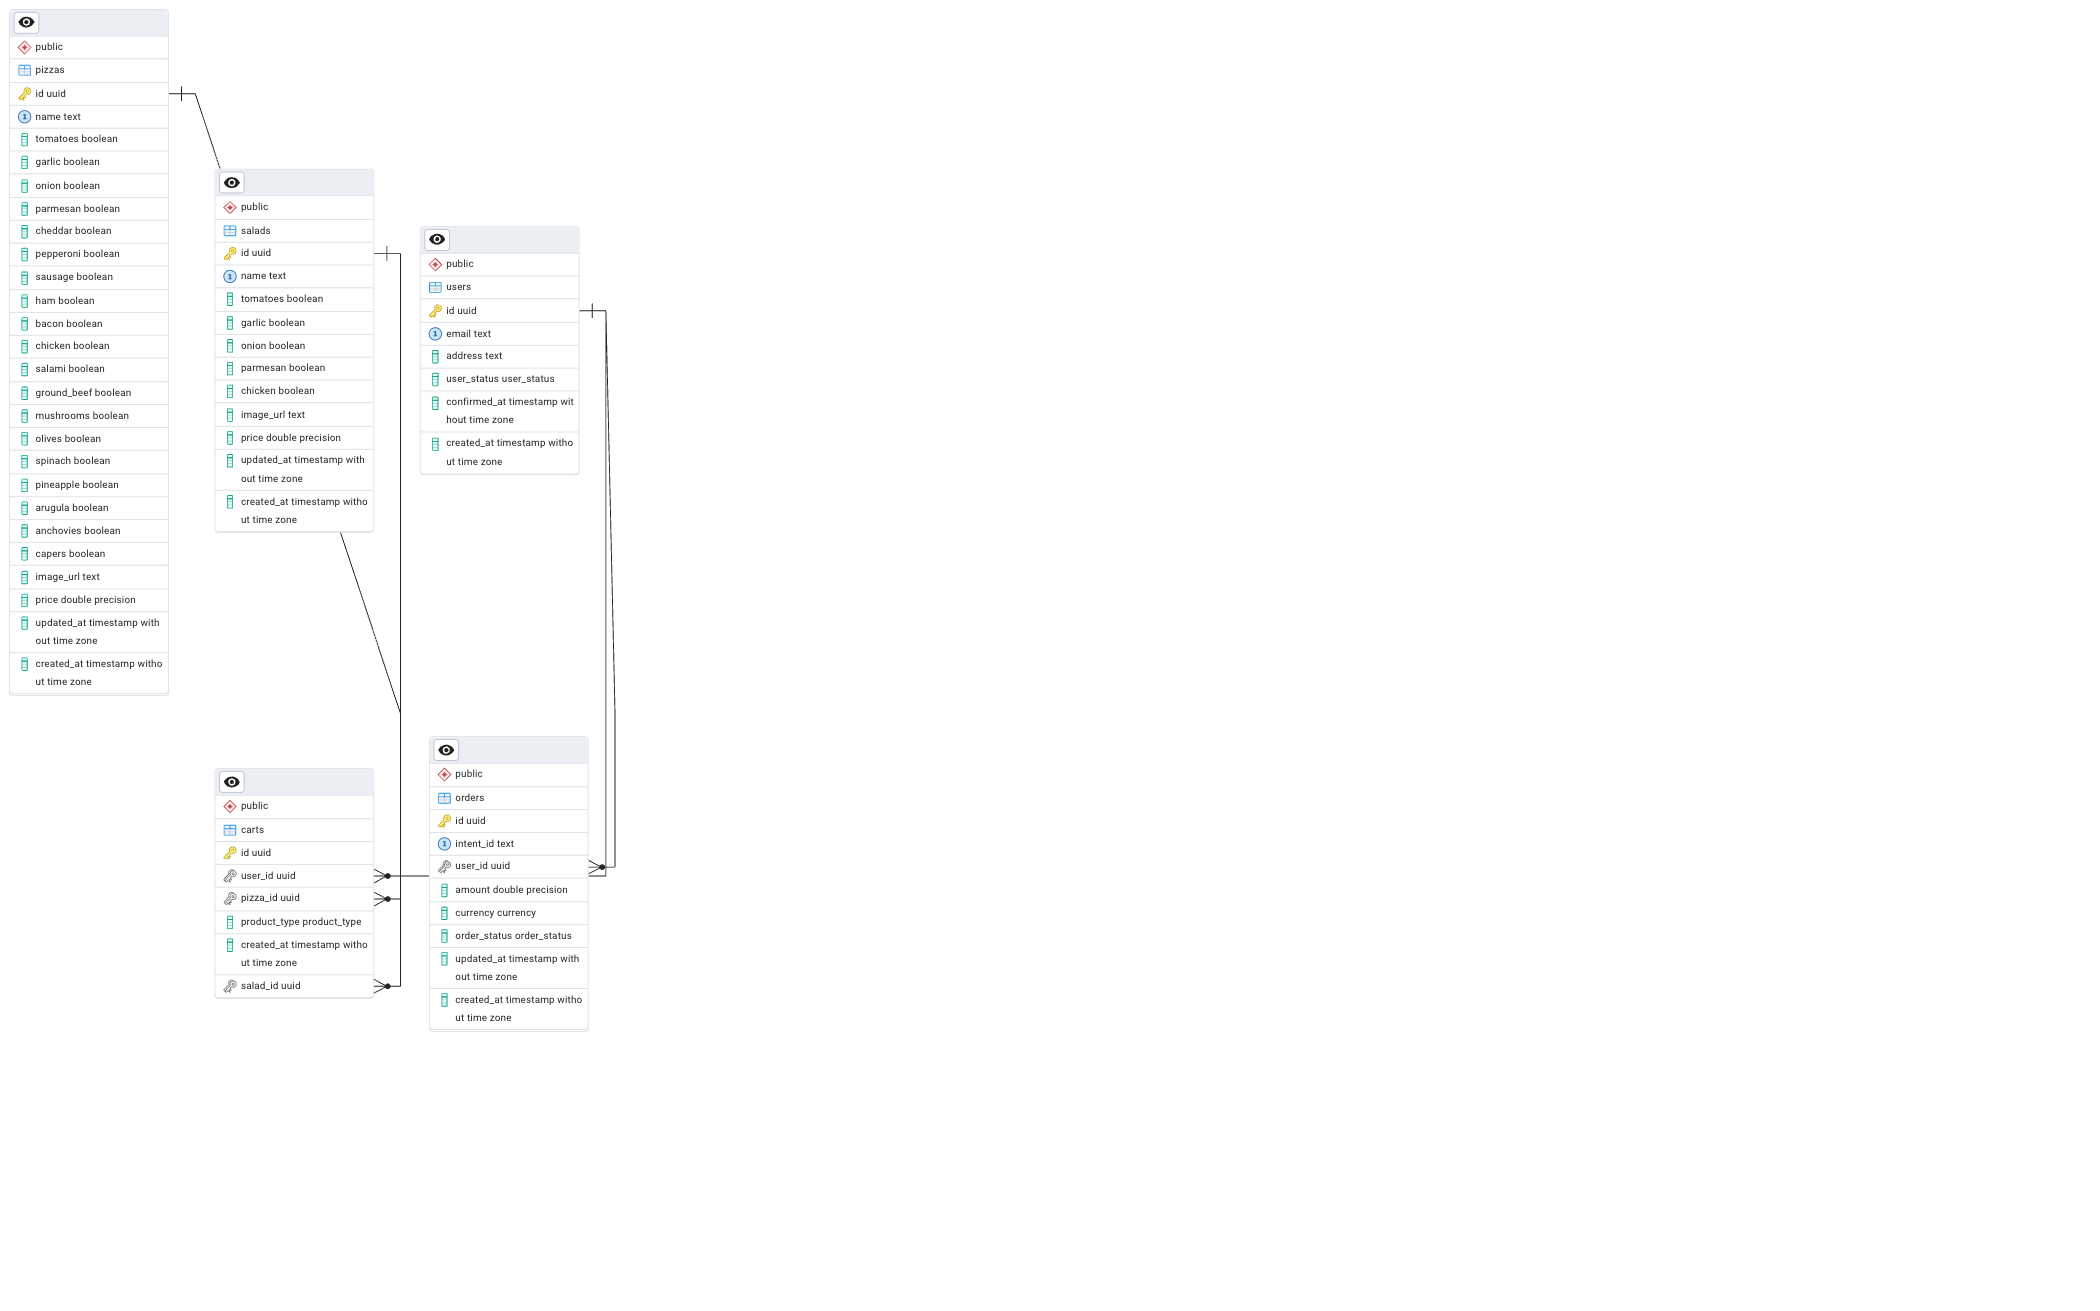 public
pizzas
id uuid
name text
tomatoes boolean
garlic boolean
onion boolean
parmesan boolean
cheddar boolean
pepperoni boolean
sausage boolean
ham boolean
bacon boolean
chicken boolean
salami boolean
ground_beef boolean
mushrooms boolean
olives boolean
spinach boolean
pineapple boolean
arugula boolean
anchovies boolean
capers boolean
image_url text
price double precision
updated_at timestamp with
out time zone
created_at timestamp witho
ut time zone
public
salads
id uuid
1 name text
tomatoes boolean
garlic boolean
onion boolean
parmesan boolean
chicken boolean
image_url text
price double precision
updated_at timestamp with
out time zone
created_at timestamp witho
ut time zone
public
users
id uuid
1 email text
address text
user_status user_status
confirmed_at timestamp wit
hout time zone
created_at timestamp witho
ut time zone
public
carts
id uuid
user_id uuid
pizza_id uuid
product_type product_type
created_at timestamp witho
ut time zone
salad_id uuid
public
orders
id uuid
1 intent_id text
user_id uuid
amount double precision
currency currency
order_status order_status
updated_at timestamp with
out time zone
created_at timestamp witho
ut time zone